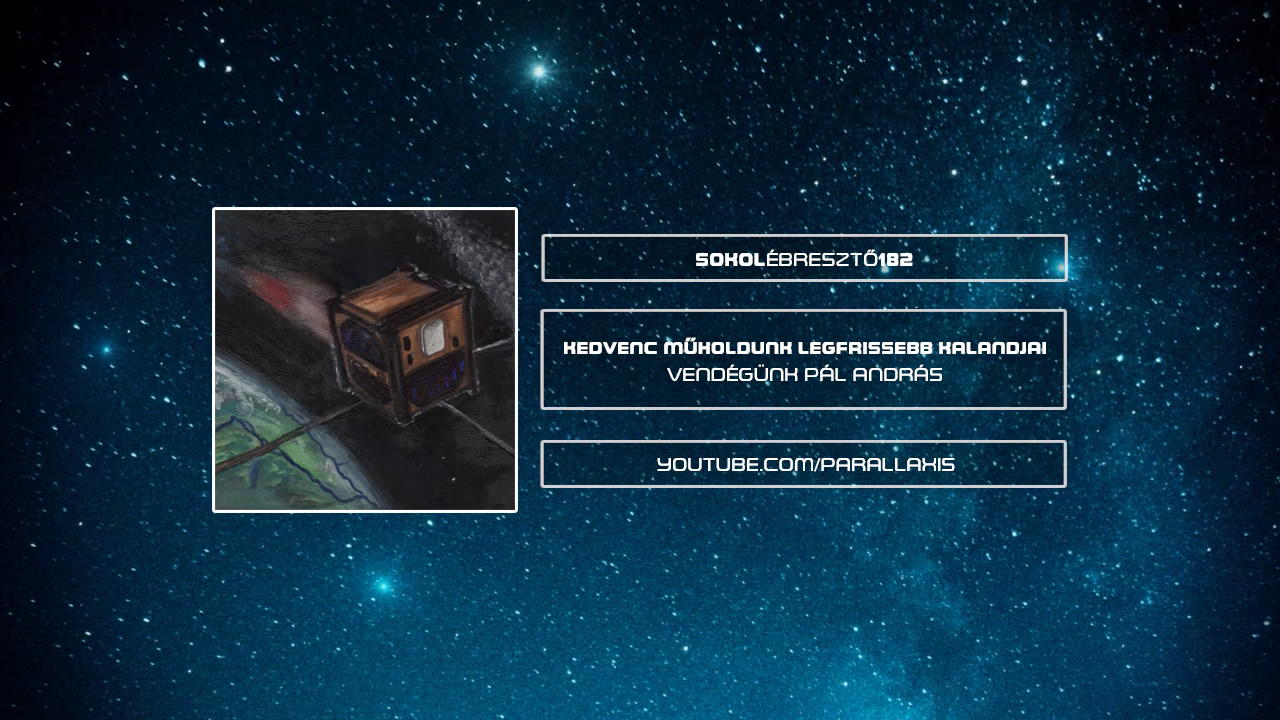 SOKOLÉBRESZTŐ182
KEDVENC MŰHOLDUNK LEGFRISSEBB KALANDJAI
VENDÉGÜNK PÁL ANDRÁS
YOUTUBE.COM/PARALLAXIS